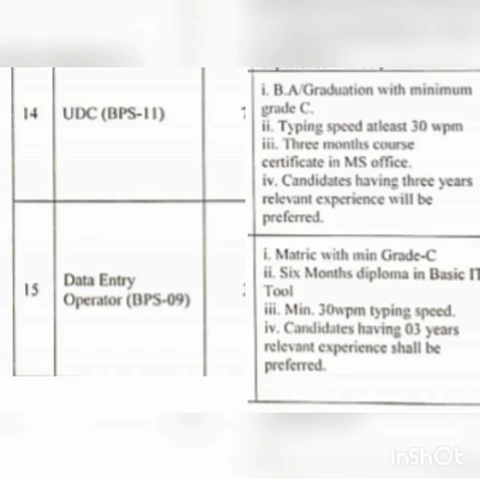 14
UDC (BPS-11)
i. B.A/Graduation with minimum
grade C.
ii. Typing speed atleast 30 wpm
iii. Three months course
certificate in MS office.
iv. Candidates having three years
relevant experience will be
preferred.
15
Data Entry
Operator (BPS-09)
i. Matric with min Grade-C
ii. Six Months diploma in Basic IT
Tool
iii. Min. 30wpm typing speed.
iv. Candidates having 03 years
relevant experience shall be
preferred.
InShOt